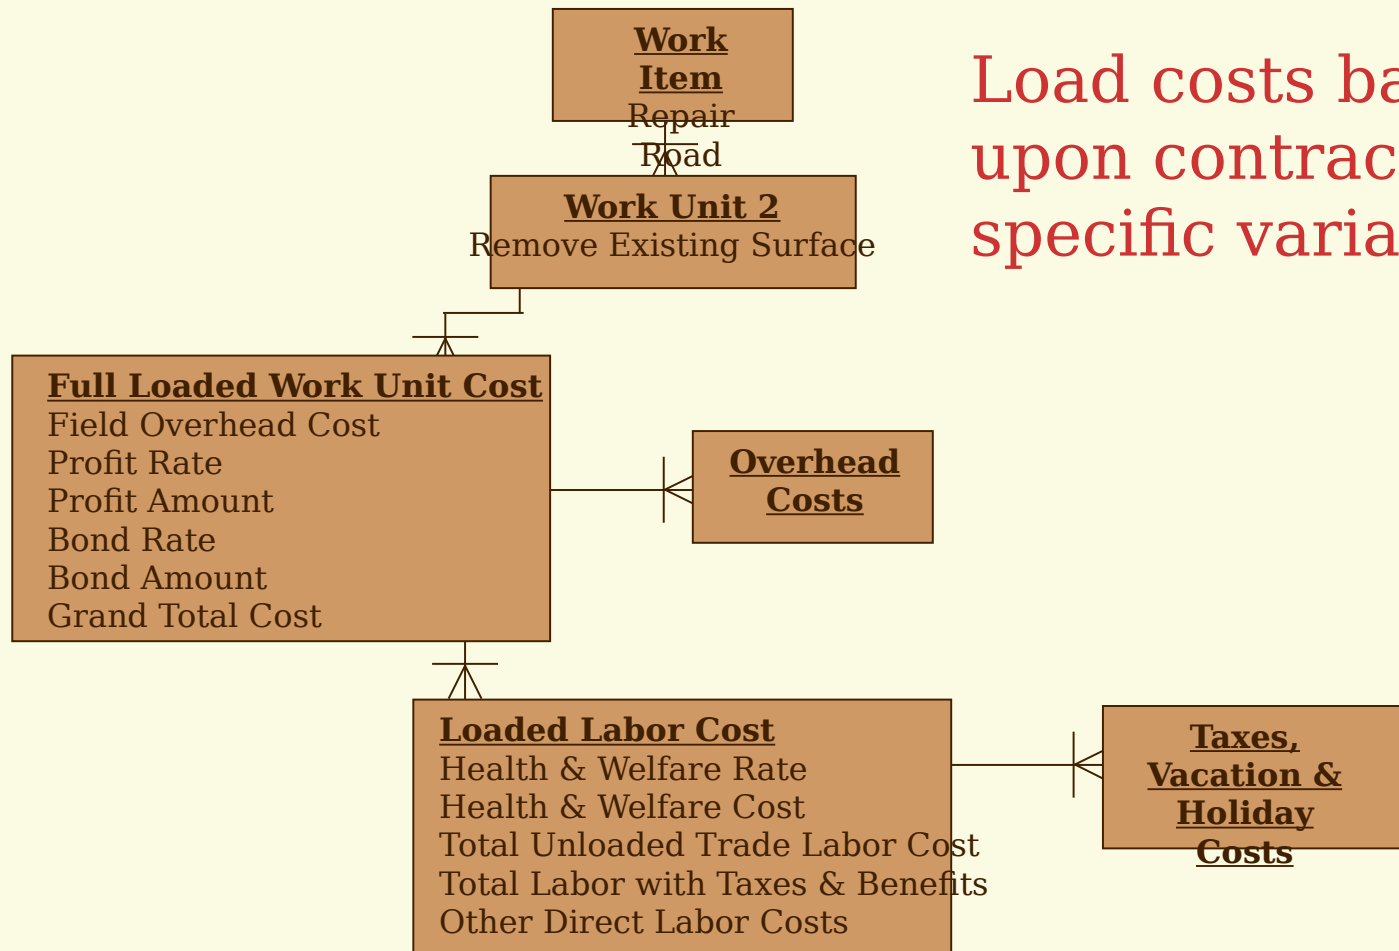 Work
Item
Repair
Road
Load costs
upon
specific
Work Unit 2
Remove Existing Surface
Full Loaded Work Unit Cost
Field Overhead Cost
Profit Rate
Profit Amount
Bond Rate
Bond Amount
Grand Total Cost
Overhead
Costs
Loaded Labor Cost
Health & Welfare Rate
Health & Welfare Cost
Total Unloaded Trade Labor Cost
Total Labor with Taxes & Benefits
Other Direct Labor Costs
Taxes,
Vacation &
Holiday
Costs